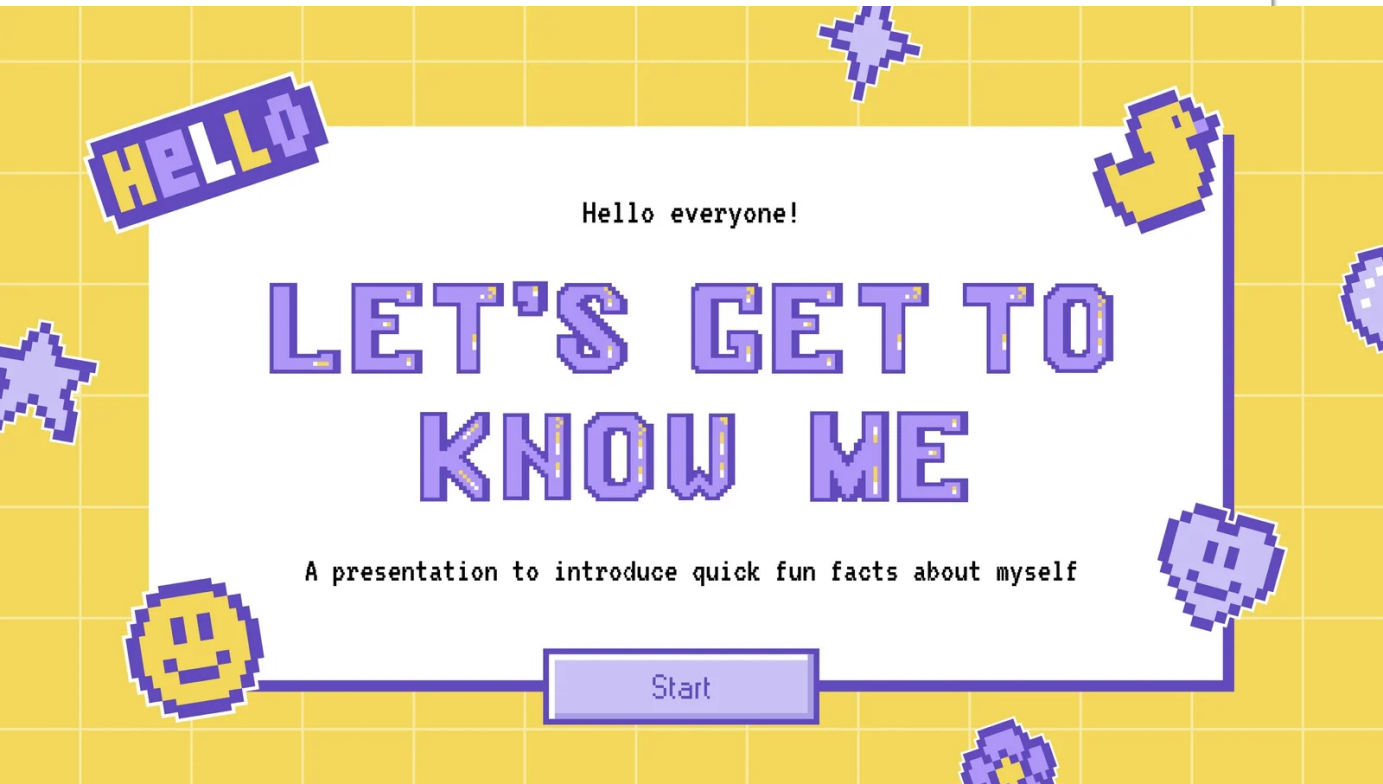 HeLLO
Hello everyone!
LET'S GET TO
KNOW ME
A presentation to introduce quick fun facts about myself
Start